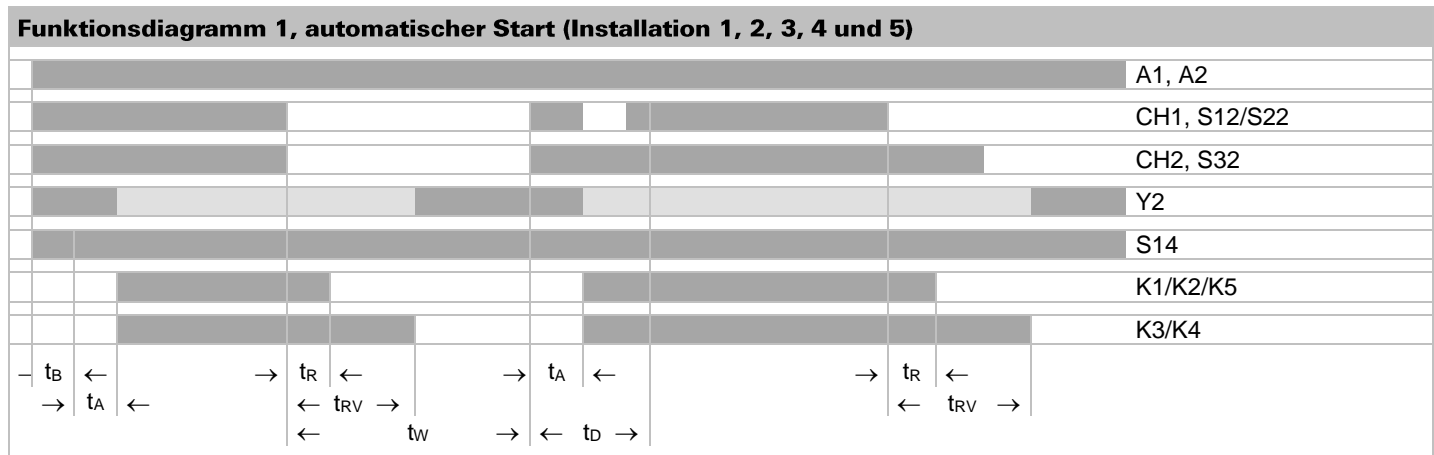 Funktionsdiagramm 1, automatischer Start (Installation 1, 2, 3, 4 und 5)
A1, A2
CH1, S12/S22
CH2, S32
Y2
S14
K1/K2/K5
K3/K4
– tB ← → tR ← → tA ← → tR ←
→ tA ← ← tRV → ← tRV →
← tW → ← tD →